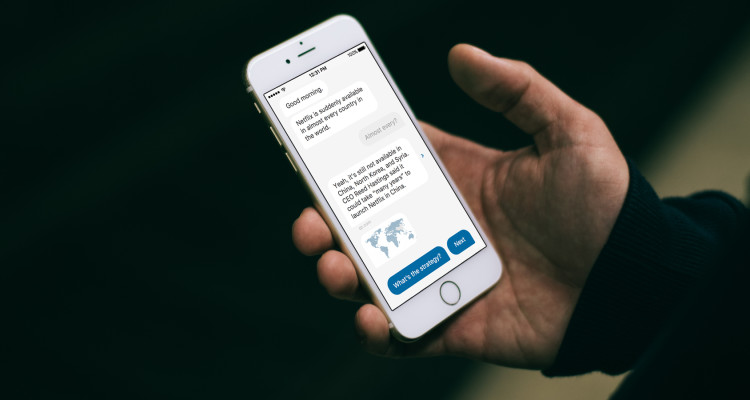 12:31 PM
100%
Good morning.
Netflix is suddenly available
in almost every country in
the world.
Almost every?
Yeah, it's still not available in
China, North Korea, and Syria.
CEO Reed Hastings said it
could take "many years" to
launch Netflix in China.
What's the strategy?
Next